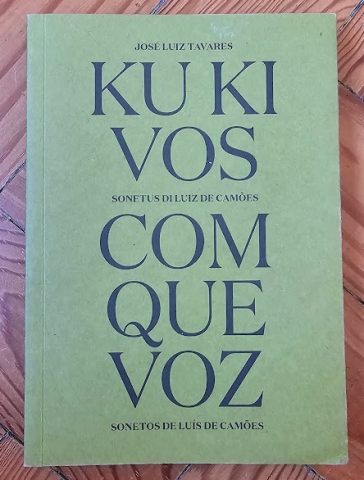 JOSÉ LUIZ TAVARES
KU KI
VOS
SONETUS DI LUIZ DE CAMÕES
COM
QUE
VOZ
SONETOS DE LUÍS DE CAMÕES